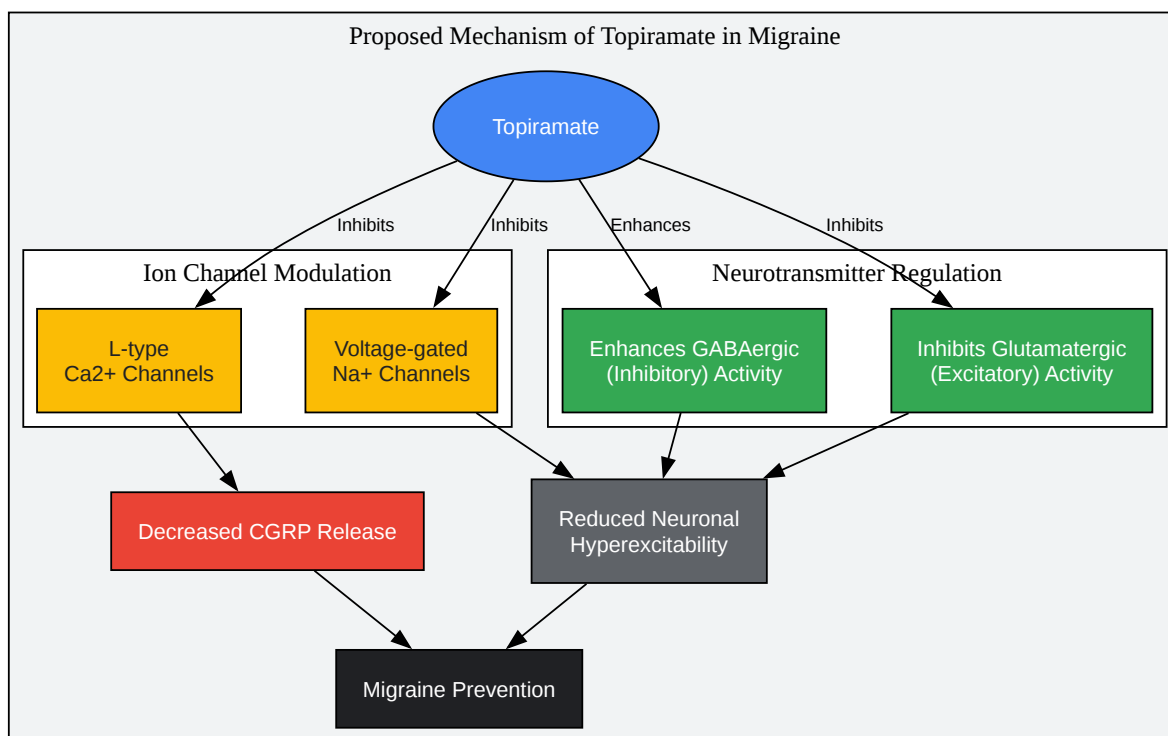 Proposed Mechanism of Topiramate in Migraine
Topiramate
Inhibits
Inhibits
Enhances
Inhibits
Ion Channel Modulation
Neurotransmitter Regulation
L-type
Ca2+ Channels
Voltage-gated
Na+ Channels
Enhances GABAergic
(Inhibitory) Activity
Inhibits Glutamatergic
(Excitatory) Activity
Decreased CGRP Release
Reduced Neuronal
Hyperexcitability
Migraine Prevention